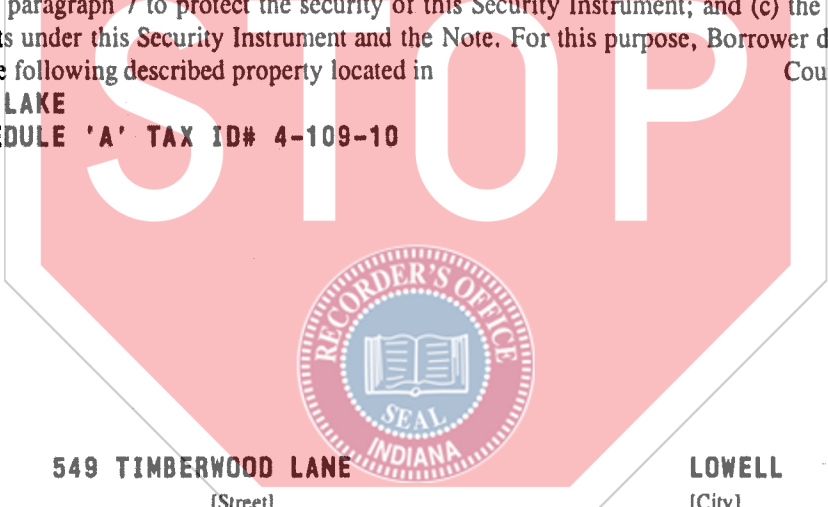 paragraph 7 to protect the security of this Security Instrument; and (c) the
ts under this Security Instrument and the Note. For this purpose, Borrower d
e following described property located in Cou
LAKE
EDULE 'A' TAX ID# 4-109-10
STOP
RECORDER'S OFFICE
SEAL
INDIANA
549 TIMBERWOOD LANE LOWELL
[Street] [City]